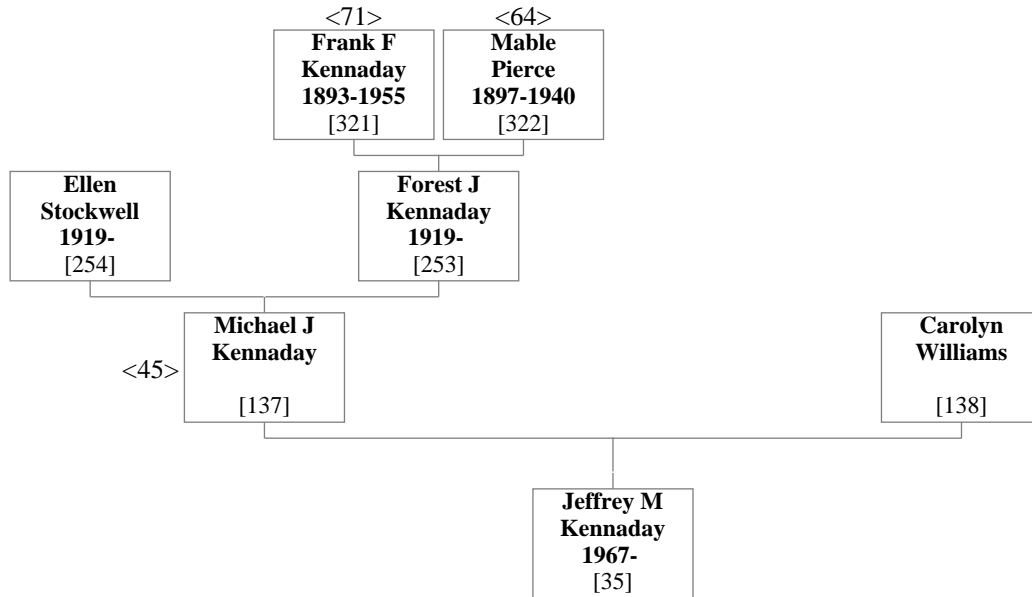 <71>
Frank F
Kennaday
1893-1955
[321]
<64>
Mable
Pierce
1897-1940
[322]
Ellen
Stockwell
1919-
[254]
Forest J
Kennaday
1919-
[253]
<45>
Michael J
Kennaday
[137]
Carolyn
Williams
[138]
Jeffrey M
Kennaday
1967-
[35]